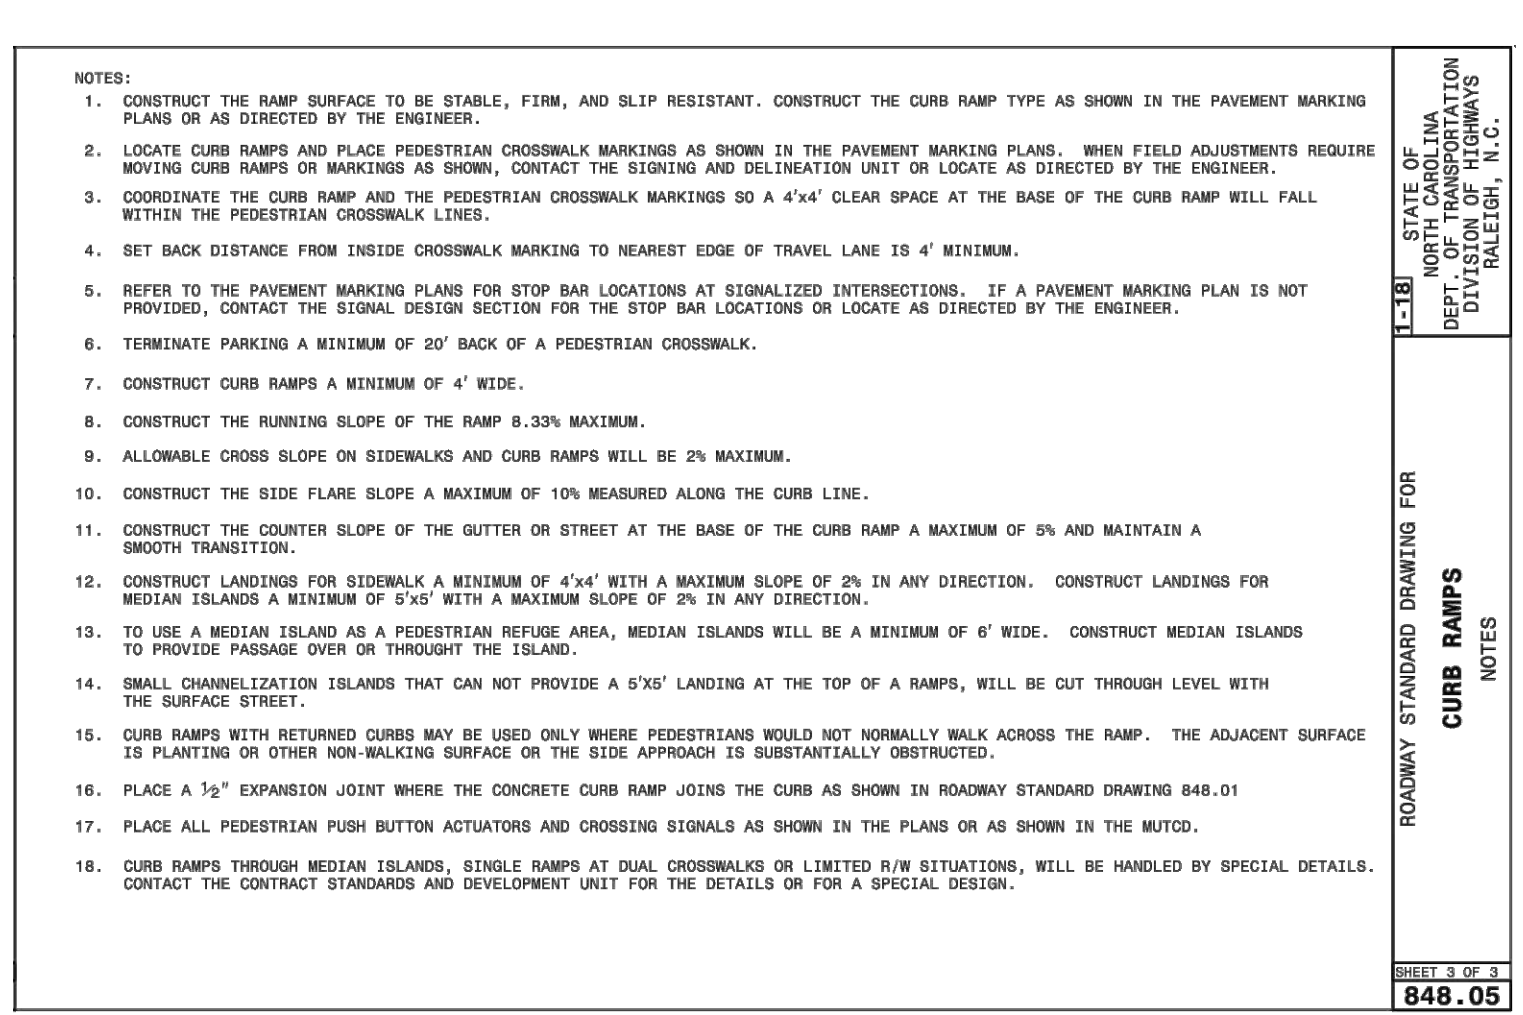 NOTES:
1. CONSTRUCT THE RAMP SURFACE TO BE STABLE, FIRM, AND SLIP RESISTANT. CONSTRUCT THE CURB RAMP TYPE AS SHOWN IN THE PAVEMENT MARKING
PLANS OR AS DIRECTED BY THE ENGINEER.
2. LOCATE CURB RAMPS AND PLACE PEDESTRIAN CROSSWALK MARKINGS AS SHOWN IN THE PAVEMENT MARKING PLANS. WHEN FIELD ADJUSTMENTS REQUIRE
MOVING CURB RAMPS OR MARKINGS AS SHOWN, CONTACT THE SIGNING AND DELINEATION UNIT OR LOCATE AS DIRECTED BY THE ENGINEER.
3. COORDINATE THE CURB RAMP AND THE PEDESTRIAN CROSSWALK MARKINGS SO A 4'x4' CLEAR SPACE AT THE BASE OF THE CURB RAMP WILL FALL
WITHIN THE PEDESTRIAN CROSSWALK LINES.
4. SET BACK DISTANCE FROM INSIDE CROSSWALK MARKING TO NEAREST EDGE OF TRAVEL LANE IS 4' MINIMUM.
5. REFER TO THE PAVEMENT MARKING PLANS FOR STOP BAR LOCATIONS AT SIGNALIZED INTERSECTIONS. IF A PAVEMENT MARKING PLAN IS NOT
PROVIDED, CONTACT THE SIGNAL DESIGN SECTION FOR THE STOP BAR LOCATIONS OR LOCATE AS DIRECTED BY THE ENGINEER.
6. TERMINATE PARKING A MINIMUM OF 20' BACK OF A PEDESTRIAN CROSSWALK.
7. CONSTRUCT CURB RAMPS A MINIMUM OF 4' WIDE.
8. CONSTRUCT THE RUNNING SLOPE OF THE RAMP 8.33% MAXIMUM.
9. ALLOWABLE CROSS SLOPE ON SIDEWALKS AND CURB RAMPS WILL BE 2% MAXIMUM.
10. CONSTRUCT THE SIDE FLARE SLOPE A MAXIMUM OF 10% MEASURED ALONG THE CURB LINE.
11. CONSTRUCT THE COUNTER SLOPE OF THE GUTTER OR STREET AT THE BASE OF THE CURB RAMP A MAXIMUM OF 5% AND MAINTAIN A
SMOOTH TRANSITION.
12. CONSTRUCT LANDINGS FOR SIDEWALK A MINIMUM OF 4'x4' WITH A MAXIMUM SLOPE OF 2% IN ANY DIRECTION. CONSTRUCT LANDINGS FOR
MEDIAN ISLANDS A MINIMUM OF 5'x5' WITH A MAXIMUM SLOPE OF 2% IN ANY DIRECTION.
13. TO USE A MEDIAN ISLAND AS A PEDESTRIAN REFUGE AREA, MEDIAN ISLANDS WILL BE A MINIMUM OF 6' WIDE. CONSTRUCT MEDIAN ISLANDS
TO PROVIDE PASSAGE OVER OR THROUGHT THE ISLAND.
14. SMALL CHANNELIZATION ISLANDS THAT CAN NOT PROVIDE A 5'X5' LANDING AT THE TOP OF A RAMPS, WILL BE CUT THROUGH LEVEL WITH
THE SURFACE STREET.
15. CURB RAMPS WITH RETURNED CURBS MAY BE USED ONLY WHERE PEDESTRIANS WOULD NOT NORMALLY WALK ACROSS THE RAMP. THE ADJACENT SURFACE
IS PLANTING OR OTHER NON-WALKING SURFACE OR THE SIDE APPROACH IS SUBSTANTIALLY OBSTRUCTED.
16. PLACE A ½" EXPANSION JOINT WHERE THE CONCRETE CURB RAMP JOINS THE CURB AS SHOWN IN ROADWAY STANDARD DRAWING 848.01
17. PLACE ALL PEDESTRIAN PUSH BUTTON ACTUATORS AND CROSSING SIGNALS AS SHOWN IN THE PLANS OR AS SHOWN IN THE MUTCD.
18. CURB RAMPS THROUGH MEDIAN ISLANDS, SINGLE RAMPS AT DUAL CROSSWALKS OR LIMITED R/W SITUATIONS, WILL BE HANDLED BY SPECIAL DETAILS.
CONTACT THE CONTRACT STANDARDS AND DEVELOPMENT UNIT FOR THE DETAILS OR FOR A SPECIAL DESIGN.
1-18
STATE OF
NORTH CAROLINA
DEPT. OF TRANSPORTATION
DIVISION OF HIGHWAYS
RALEIGH, N.C.
ROADWAY STANDARD DRAWING FOR
CURB RAMPS
NOTES
SHEET 3 OF 3
848.05